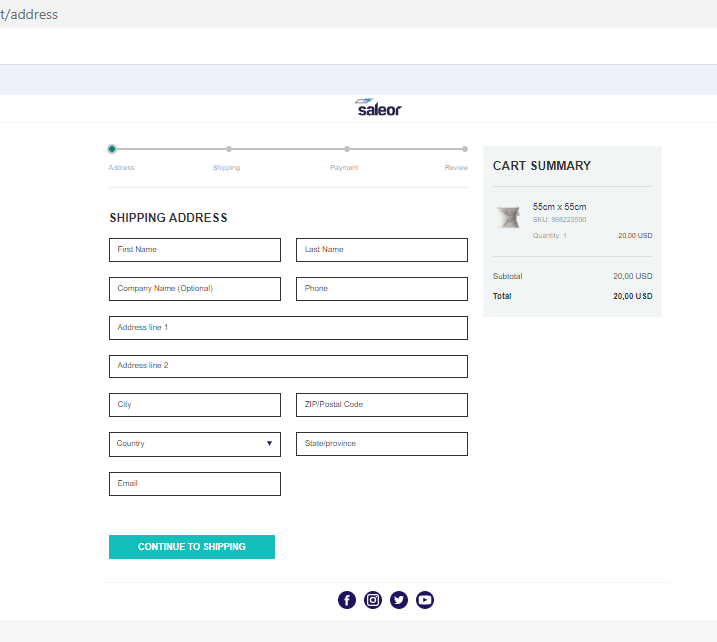 t/address
saleor
Address Shipping Payment Review
SHIPPING ADDRESS
First Name Last Name
Company Name (Optional) Phone
Address line 1
Address line 2
City ZIP/Postal Code
Country State/province
Email
CONTINUE TO SHIPPING
CART SUMMARY
55cm x 55cm
SKU: 998223590
Quantity: 1 20,00 USD
Subtotal 20,00 USD
Total 20,00 USD